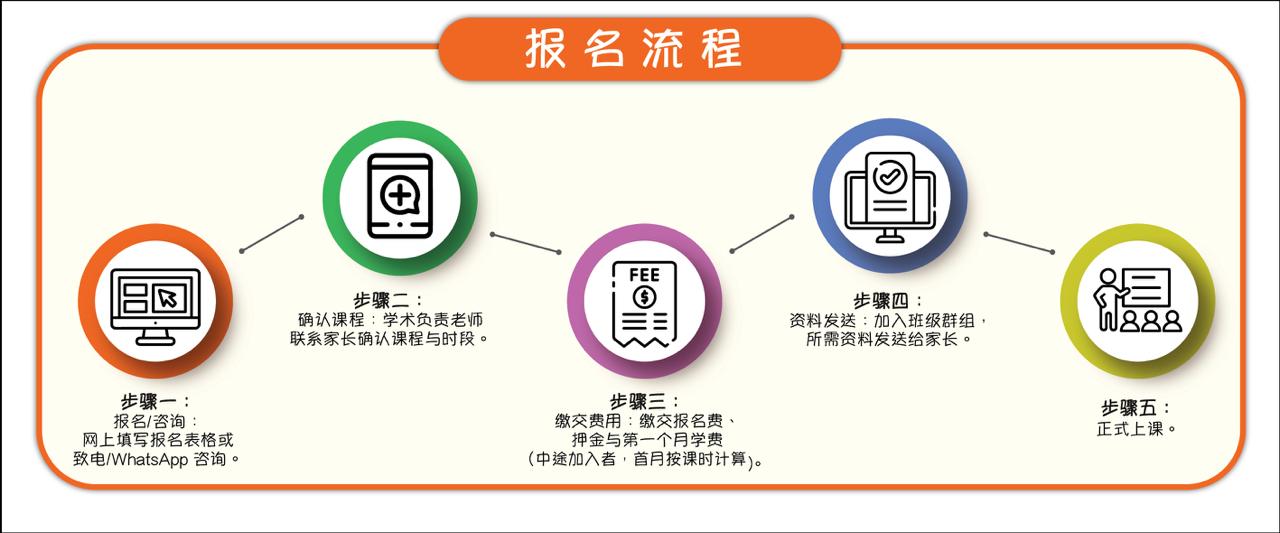 报名流程
步骤一：
报名/咨询：
网上填写报名表格或
致电/WhatsApp 咨询。
步骤二：
确认课程：学术负责老师
联系家长确认课程与时段。
FEE
$
步骤三：
缴交费用：缴交报名费、
押金与第一个月学费
（中途加入者，首月按课时计算）。
步骤四：
资料发送：加入班级群组，
所需资料发送给家长。
步骤五：
正式上课。